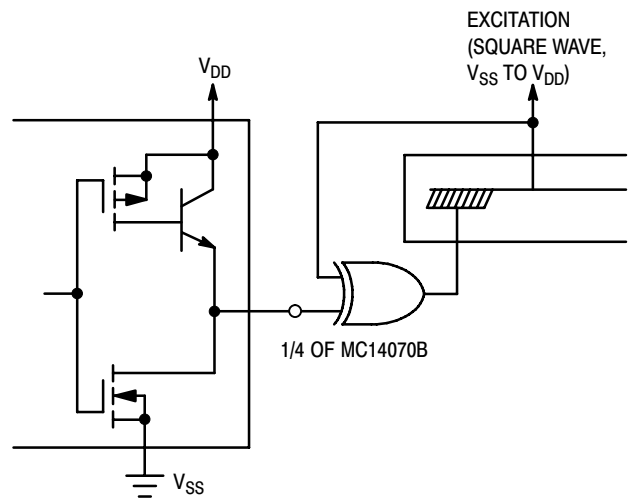 EXCITATION
(SQUARE WAVE,
VSS TO VDD)
VDD
1/4 OF MC14070B
VSS